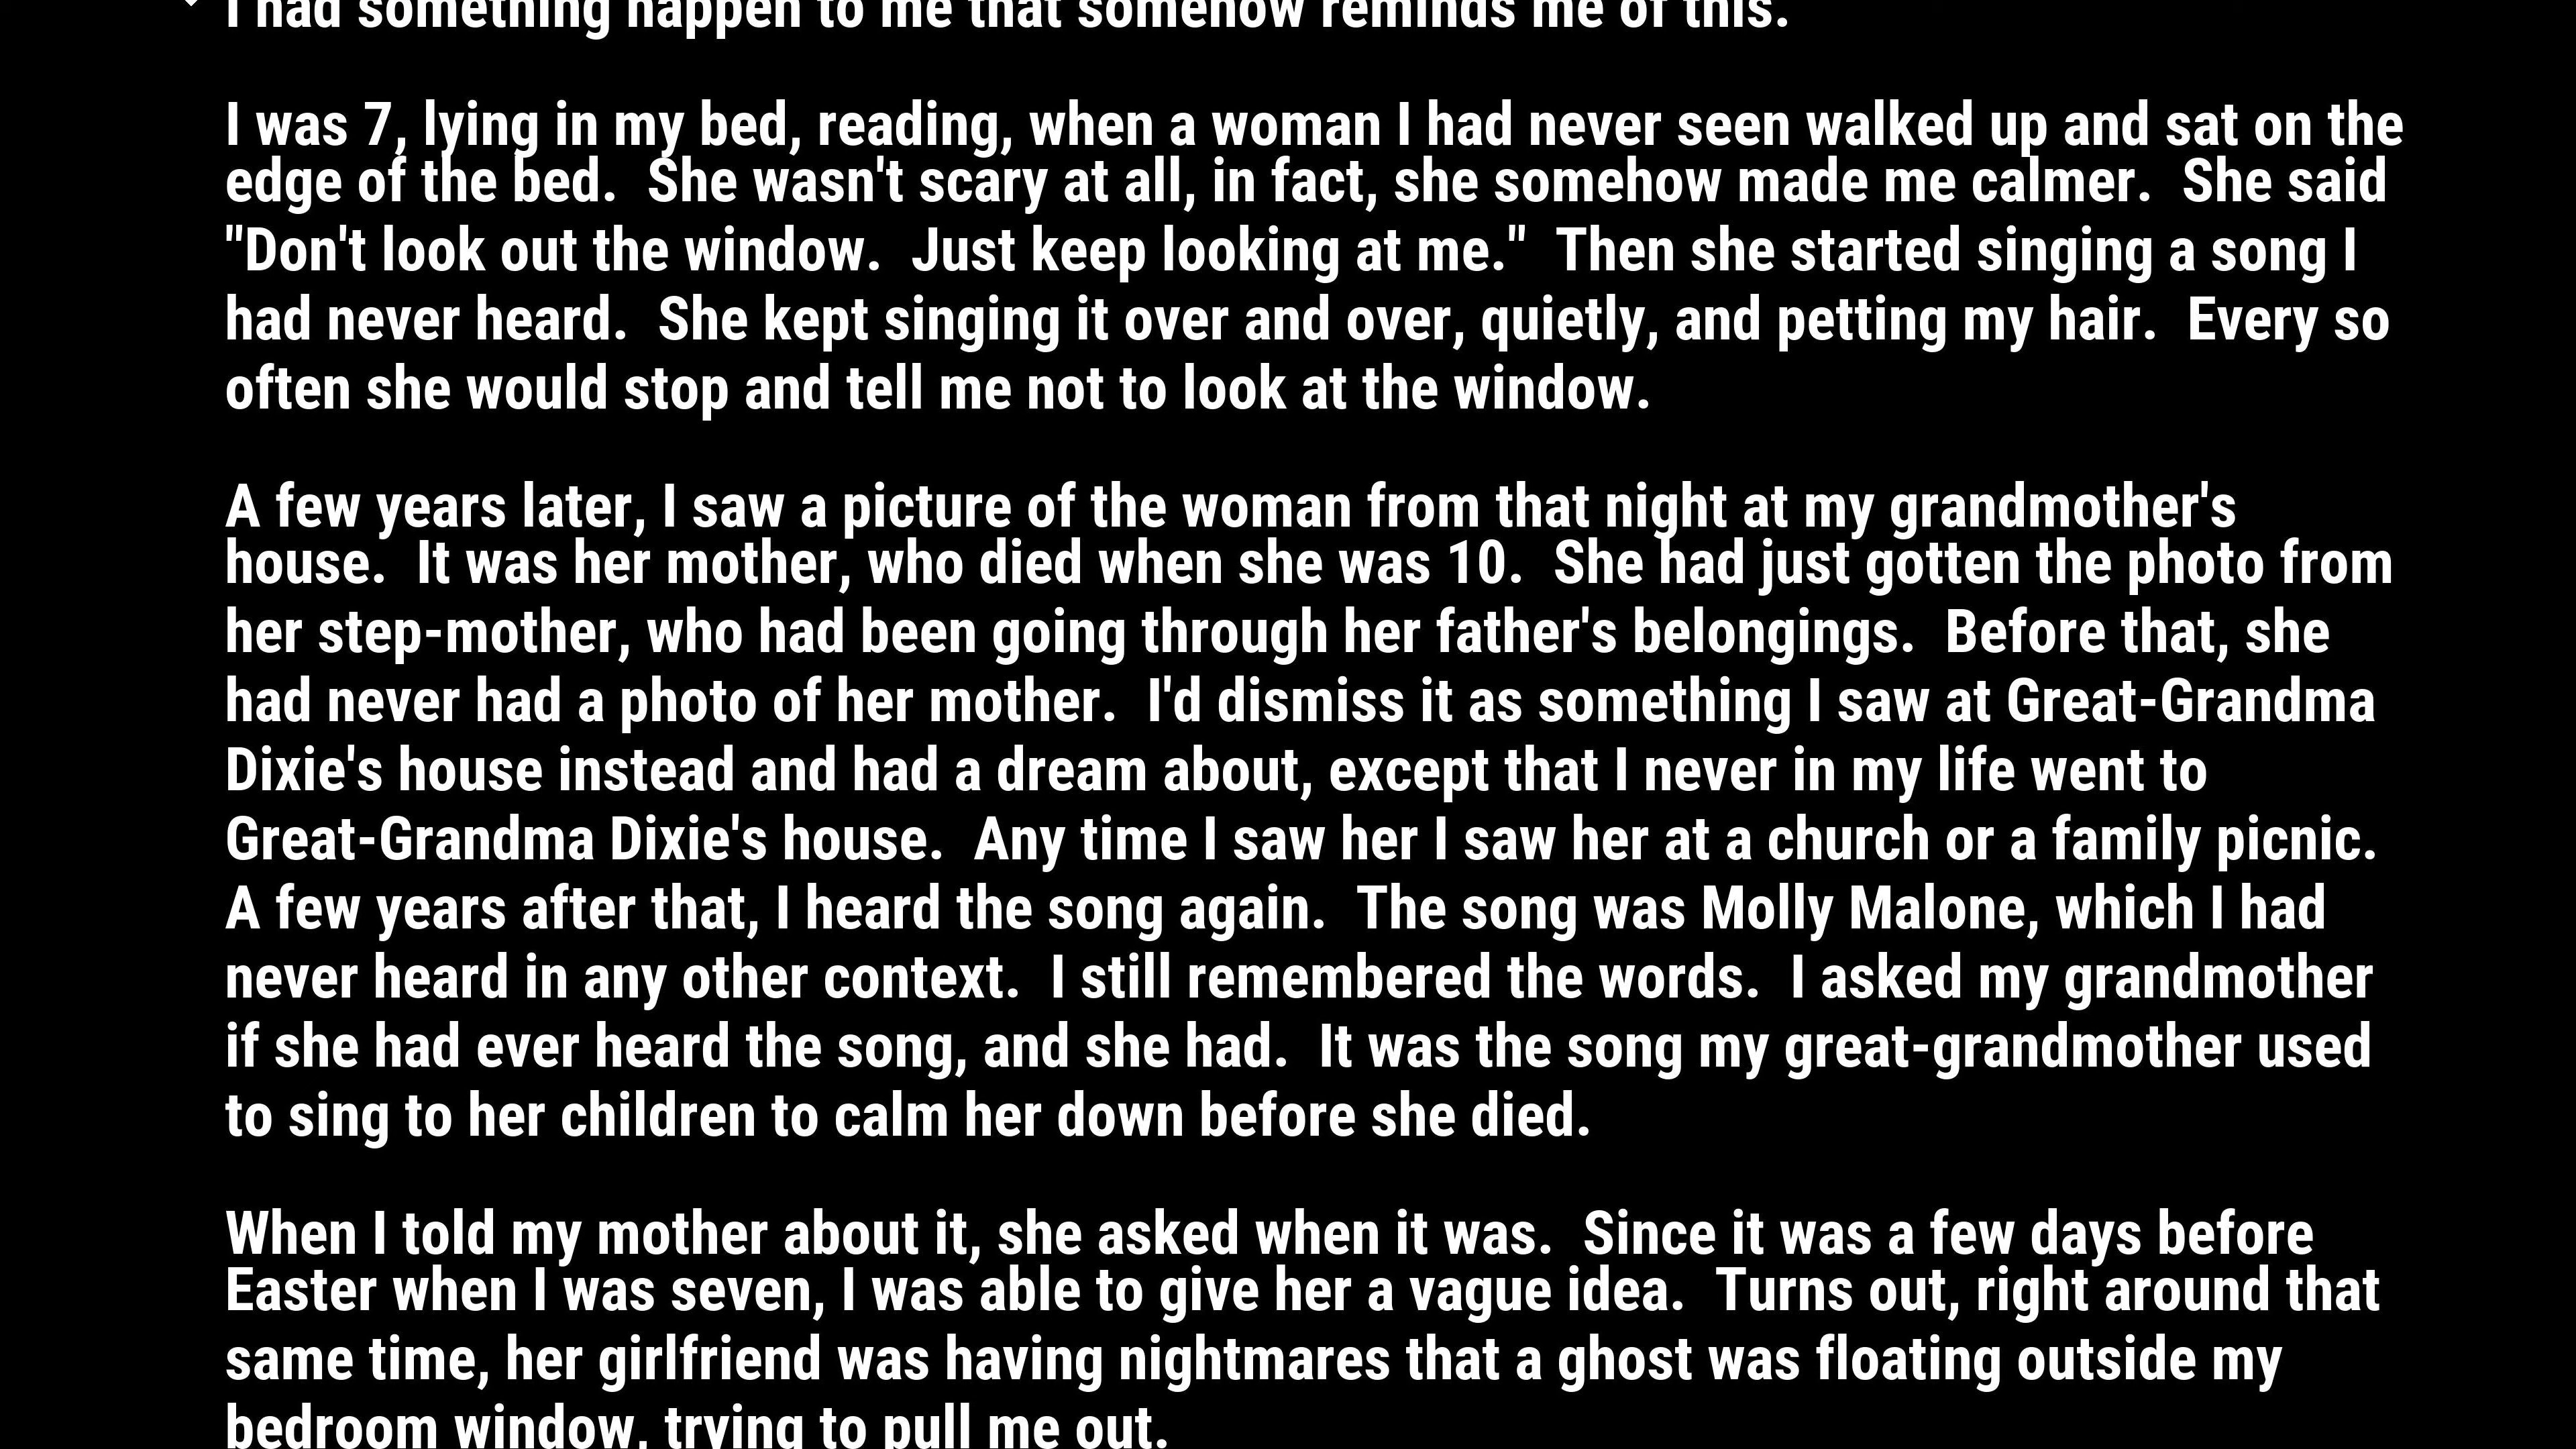 I had something happen to me that somehow reminds me of this.
I was 7, lying in my bed, reading, when a woman I had never seen walked up and sat on the
edge of the bed.  She wasn't scary at all, in fact, she somehow made me calmer.  She said
"Don't look out the window.  Just keep looking at me."  Then she started singing a song I
had never heard.  She kept singing it over and over, quietly, and petting my hair.  Every so
often she would stop and tell me not to look at the window.
A few years later, I saw a picture of the woman from that night at my grandmother's
house.  It was her mother, who died when she was 10.  She had just gotten the photo from
her step-mother, who had been going through her father's belongings.  Before that, she
had never had a photo of her mother.  I'd dismiss it as something I saw at Great-Grandma
Dixie's house instead and had a dream about, except that I never in my life went to
Great-Grandma Dixie's house.  Any time I saw her I saw her at a church or a family picnic.
A few years after that, I heard the song again.  The song was Molly Malone, which I had
never heard in any other context.  I still remembered the words.  I asked my grandmother
if she had ever heard the song, and she had.  It was the song my great-grandmother used
to sing to her children to calm her down before she died.
When I told my mother about it, she asked when it was.  Since it was a few days before
Easter when I was seven, I was able to give her a vague idea.  Turns out, right around that
same time, her girlfriend was having nightmares that a ghost was floating outside my
bedroom window, trying to pull me out.